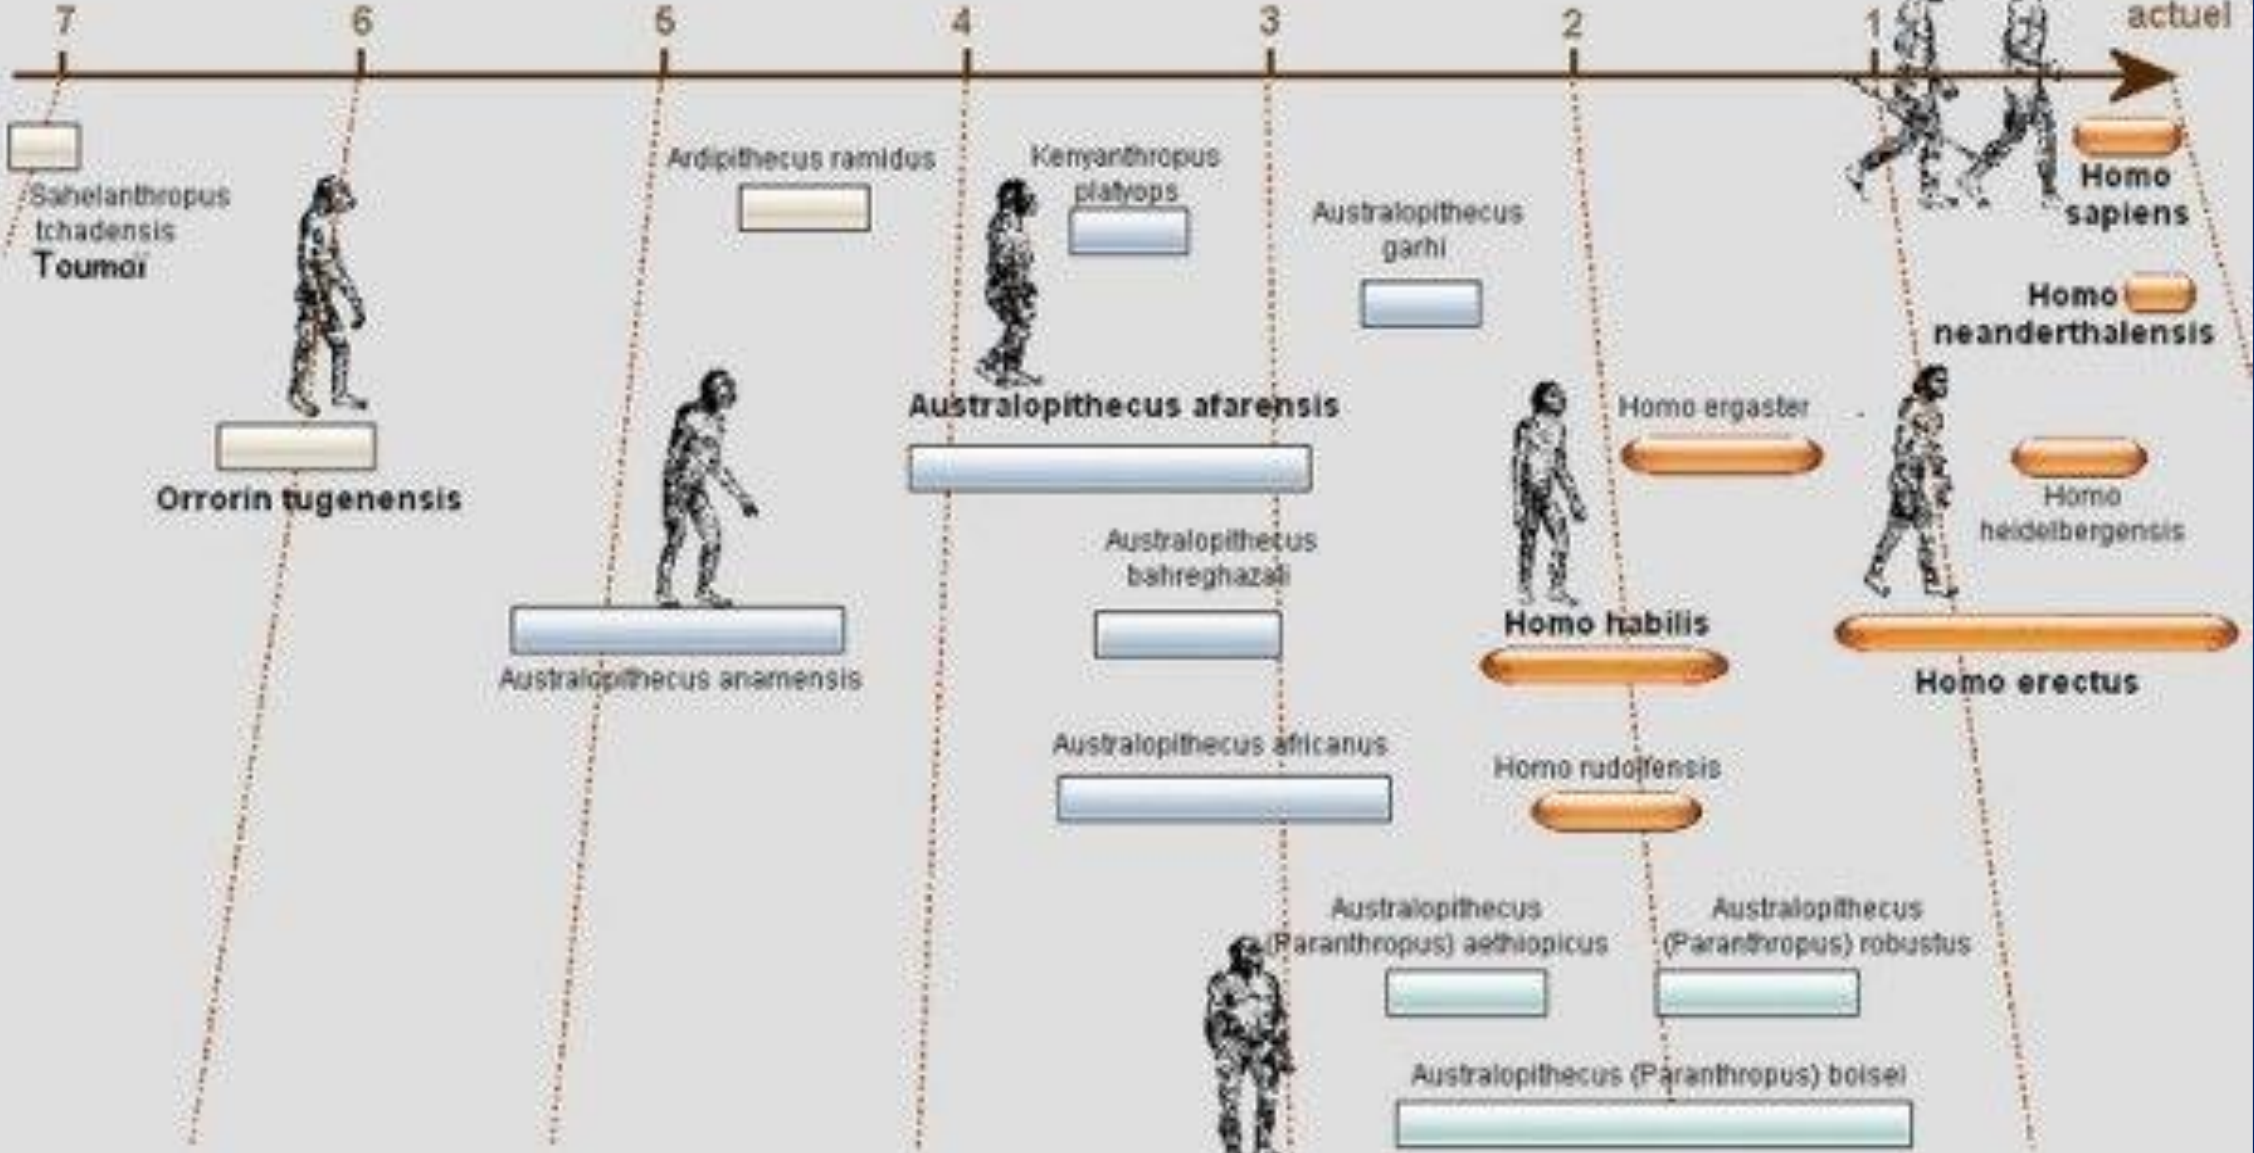 7 6 5 4 3 2 1 actuel
Ardipithecus ramidus
Kenyanthropus
platyops
Homo
sapiens
Sahelanthropus
tchadensis
Toumaï
Australopithecus
garhi
Homo
neanderthalensis
Australopithecus afarensis
Homo ergaster
Orrorin tugenensis
Homo
heidelbergensis
Australopithecus
bahreghazali
Homo habilis
Australopithecus anamensis
Homo erectus
Australopithecus africanus
Homo rudolfensis
Australopithecus
(Paranthropus) aethiopicus
Australopithecus
(Paranthropus) robustus
Australopithecus (Paranthropus) boisei